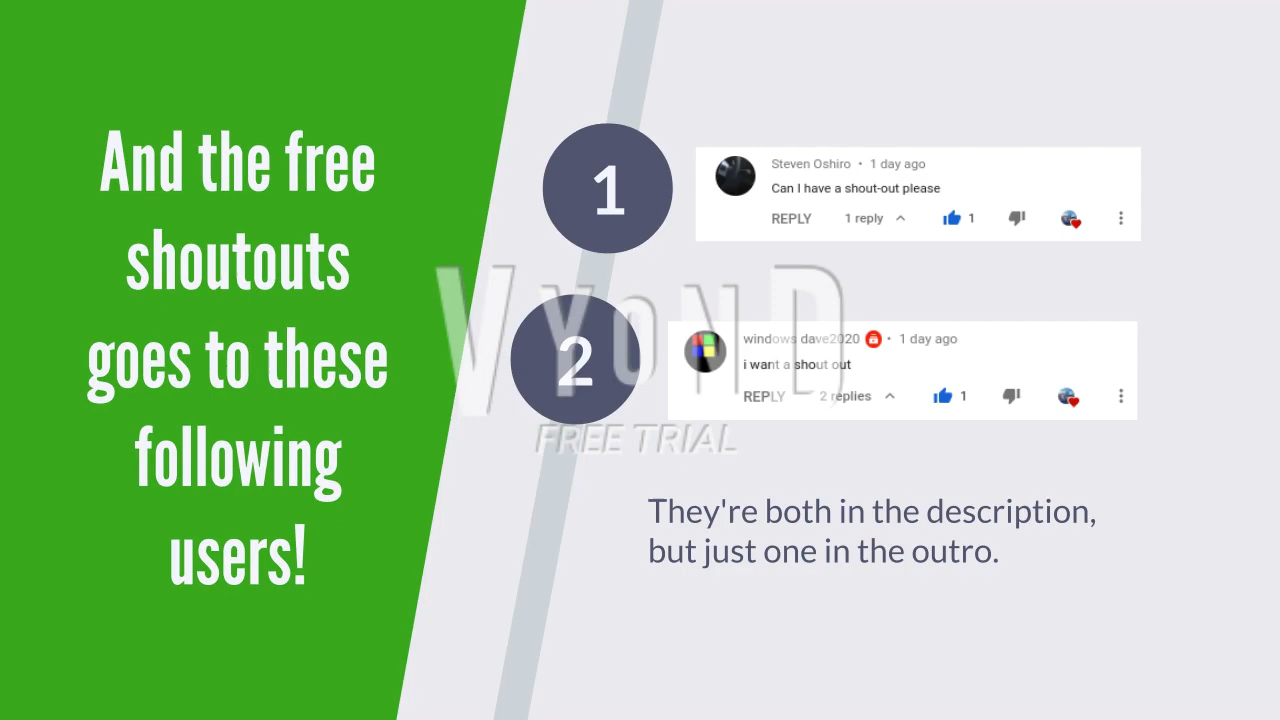 And the free
shoutouts
goes to these
following
users!
1
Steven Oshiro • 1 day ago
Can I have a shout-out please
REPLY 1 reply 1
2
windows dave2020 • 1 day ago
i want a shout out
REPLY 2 replies 1
VYOND
FREE TRIAL
They're both in the description,
but just one in the outro.